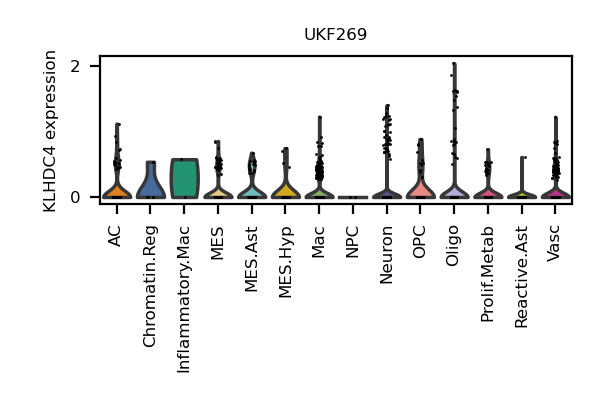 UKF269
KLHDC4 expression
2
0
AC
Chromatin.Reg
Inflammatory.Mac
MES
MES.Ast
MES.Hyp
Mac
NPC
Neuron
OPC
Oligo
Prolif.Metab
Reactive.Ast
Vasc